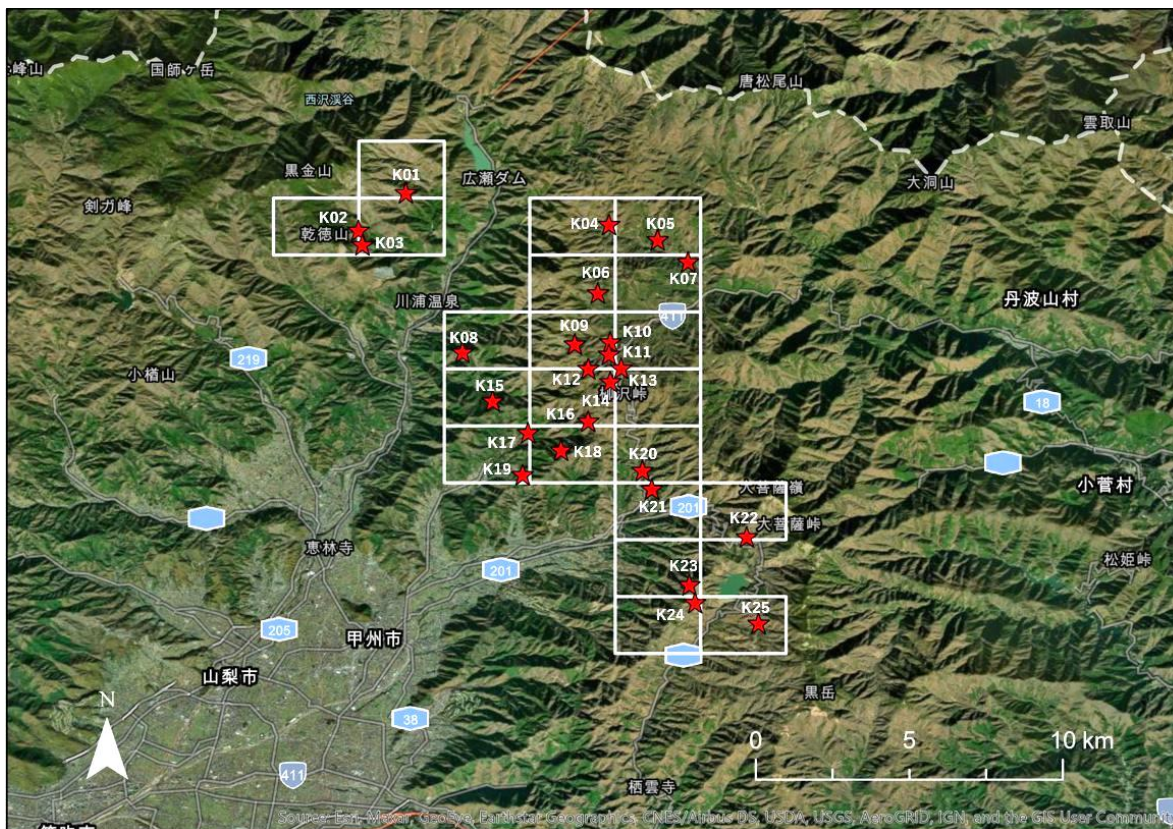 国師ヶ岳
唐松尾山
西沢渓谷
雲取山
黒金山
K01
広瀬ダム
大洞山
剣ガ峰
K02
K04
K05
乾徳山
K03
K07
K06
川浦温泉
丹波山村
411
K09
K10
K08
K11
219
小楢山
K12
K13
K15
18
K14
K16
K17
K18
K20
K19
大菩薩嶺
小菅村
K21
201
K22
大菩薩峠
恵林寺
松姫峠
201
K23
K24
K25
205
甲州市
山梨市
黒岳
N
38
0
5
10 km
411
栖雲寺
Source: Esri, Maxar, GeoEye, Earthstar Geographics, CNES/Airbus DS, USDA, USGS, AeroGRID, IGN, and the GIS User Communit